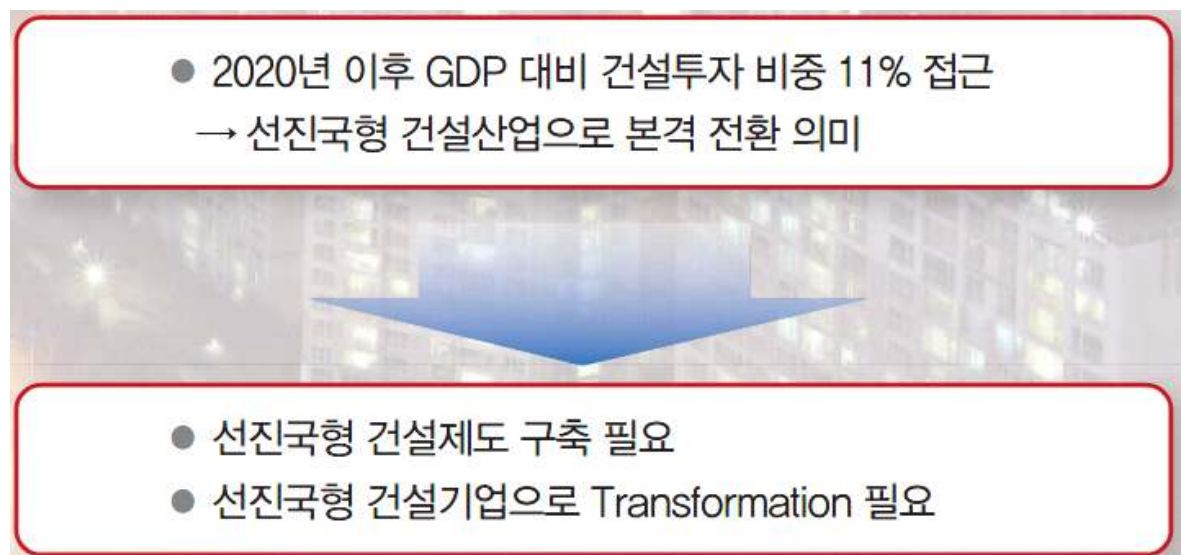 ● 2020년 이후 GDP 대비 건설투자 비중 11% 접근
→ 선진국형 건설산업으로 본격 전환 의미
● 선진국형 건설제도 구축 필요
● 선진국형 건설기업으로 Transformation 필요